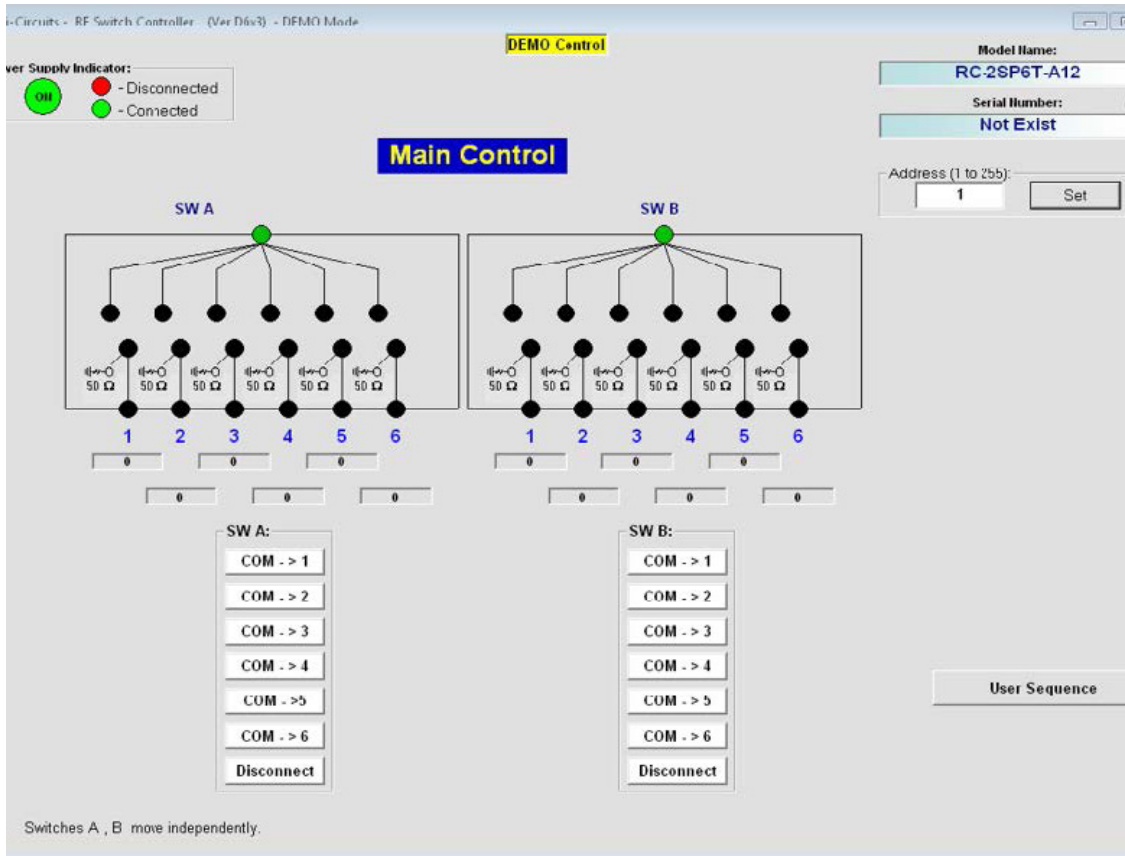 i-Circuits - RF Switch Controller (Ver D6x3) - DEMO Mode
DEMO Control
Model Name:
RC-2SP6T-A12
wer Supply Indicator:
ON
- Disconnected
- Connected
Serial Number:
Not Exist
Main Control
Address (1 to 255):
1
Set
SW A
SW B
50 Ω 50 Ω 50 Ω 50 Ω 50 Ω 50 Ω
50 Ω 50 Ω 50 Ω 50 Ω 50 Ω 50 Ω
1 2 3 4 5 6
1 2 3 4 5 6
0 0 0
0 0 0
0 0 0
0 0 0
SW A:
COM - > 1
COM - > 2
COM - > 3
COM - > 4
COM - >5
COM - > 6
Disconnect
SW B:
COM - > 1
COM - > 2
COM - > 3
COM - > 4
COM - > 5
COM - > 6
Disconnect
User Sequence
Switches A , B move independently.